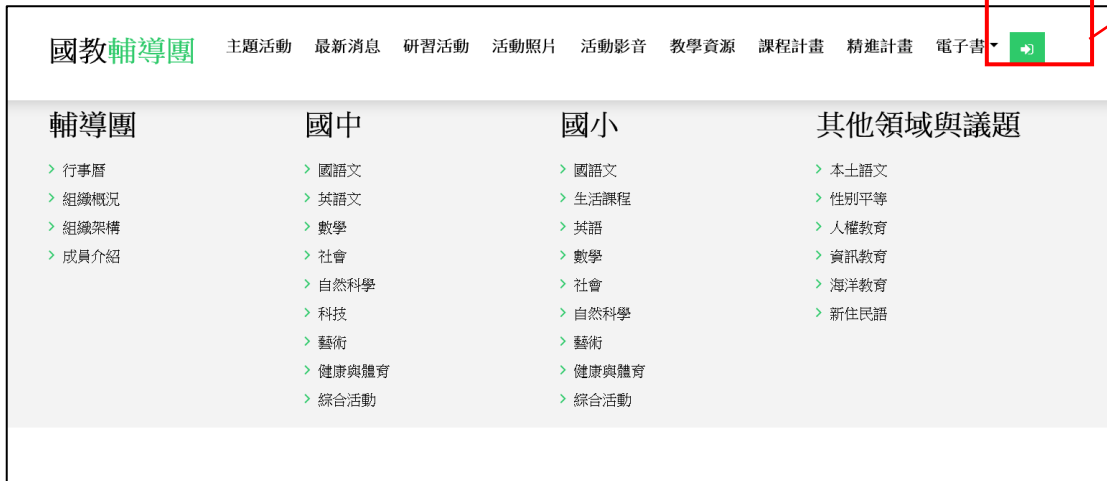 國教輔導團 主題活動 最新消息 研習活動 活動照片 活動影音 教學資源 課程計畫 精進計畫 電子書
輔導團
行事曆
組織概況
組織架構
成員介紹
國中
國語文
英語文
數學
社會
自然科學
科技
藝術
健康與體育
綜合活動
國小
國語文
生活課程
英語
數學
社會
自然科學
藝術
健康與體育
綜合活動
其他領域與議題
本土語文
性別平等
人權教育
資訊教育
海洋教育
新住民語